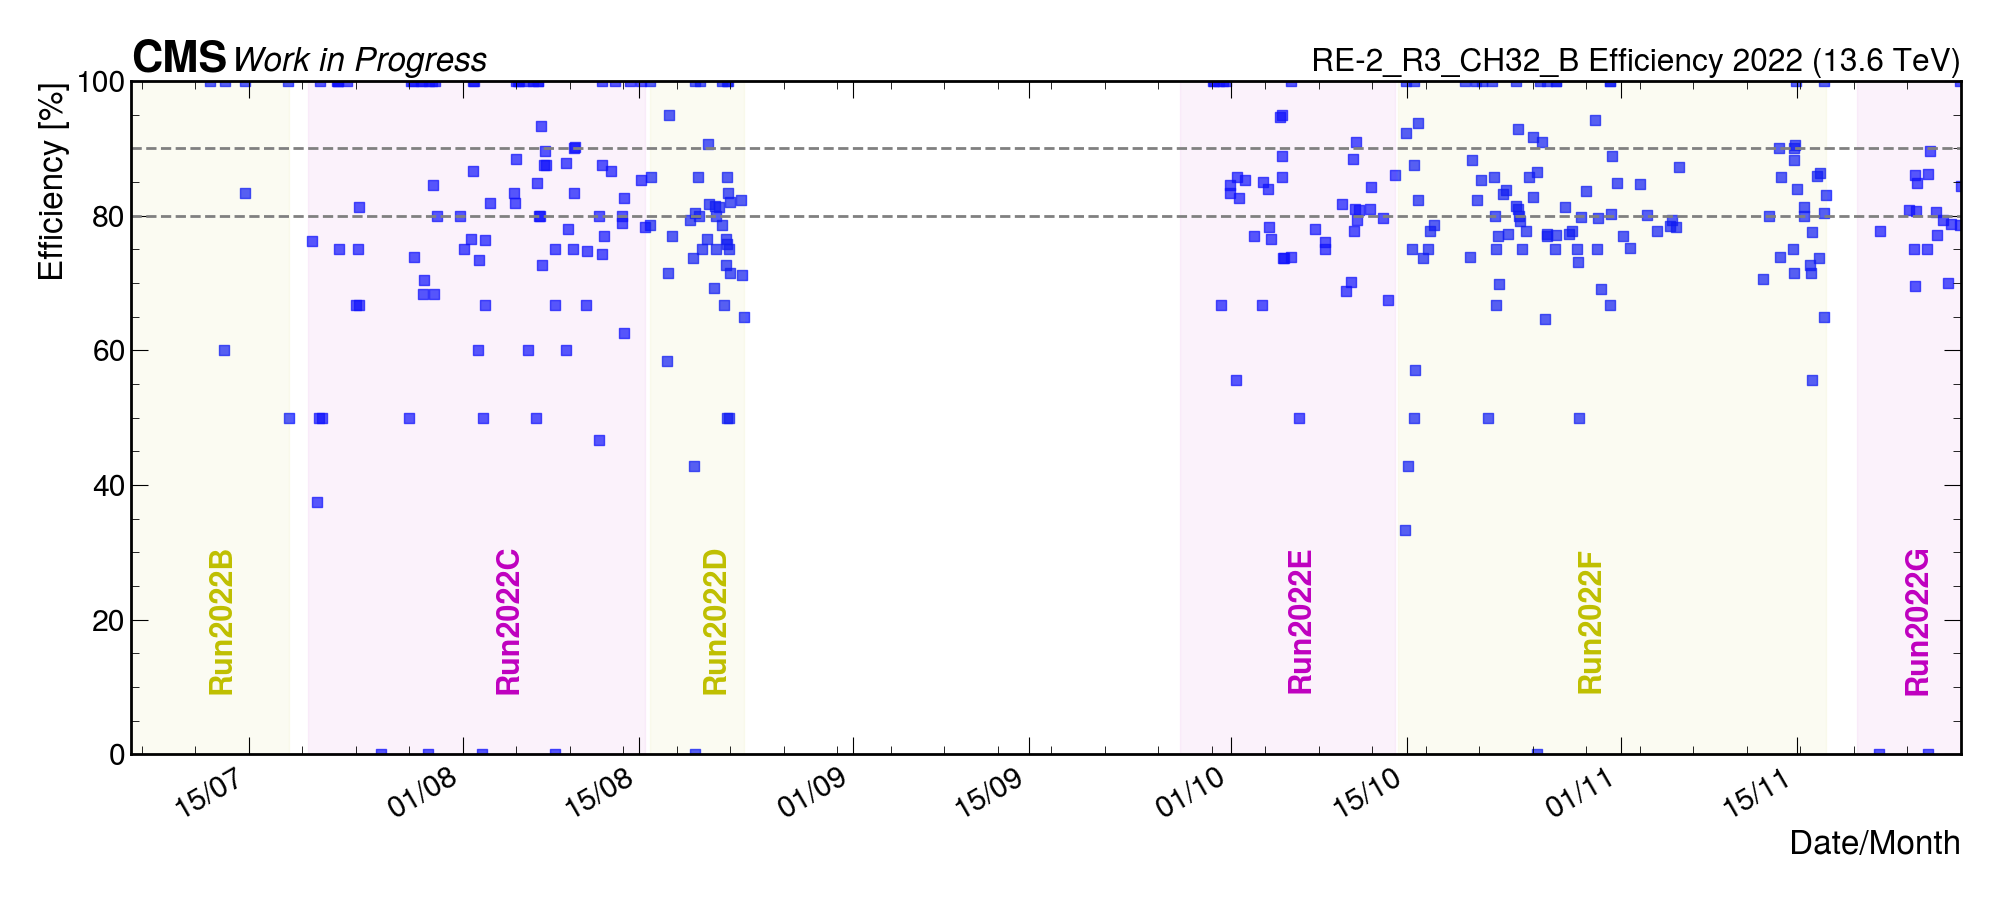 CMS Work in Progress
RE-2_R3_CH32_B Efficiency 2022 (13.6 TeV)
Efficiency [%]
100
80
60
40
20
0
Run2022B
Run2022C
Run2022D
Run2022E
Run2022F
Run2022G
15/07
01/08
15/08
01/09
15/09
01/10
15/10
01/11
15/11
Date/Month